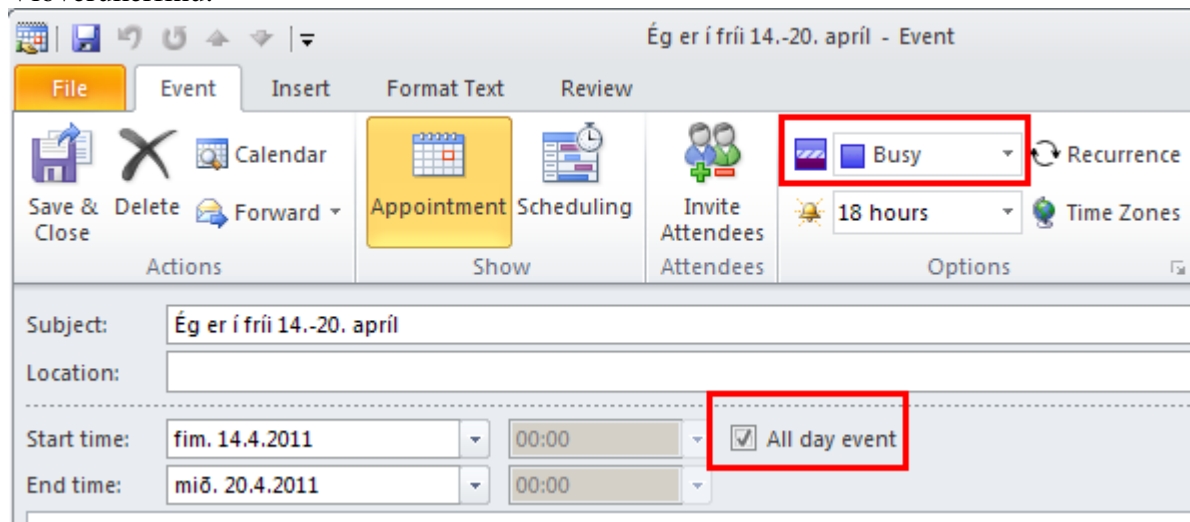 Ég er í fríi 14.-20. apríl - Event
File Event Insert Format Text Review
Save & Close Delete Calendar Forward Appointment Scheduling Invite Attendees Busy 18 hours Recurrence Time Zones
Actions Show Attendees Options
Subject: Ég er í fríi 14.-20. apríl
Location:
Start time: fim. 14.4.2011 00:00 All day event
End time: mið. 20.4.2011 00:00